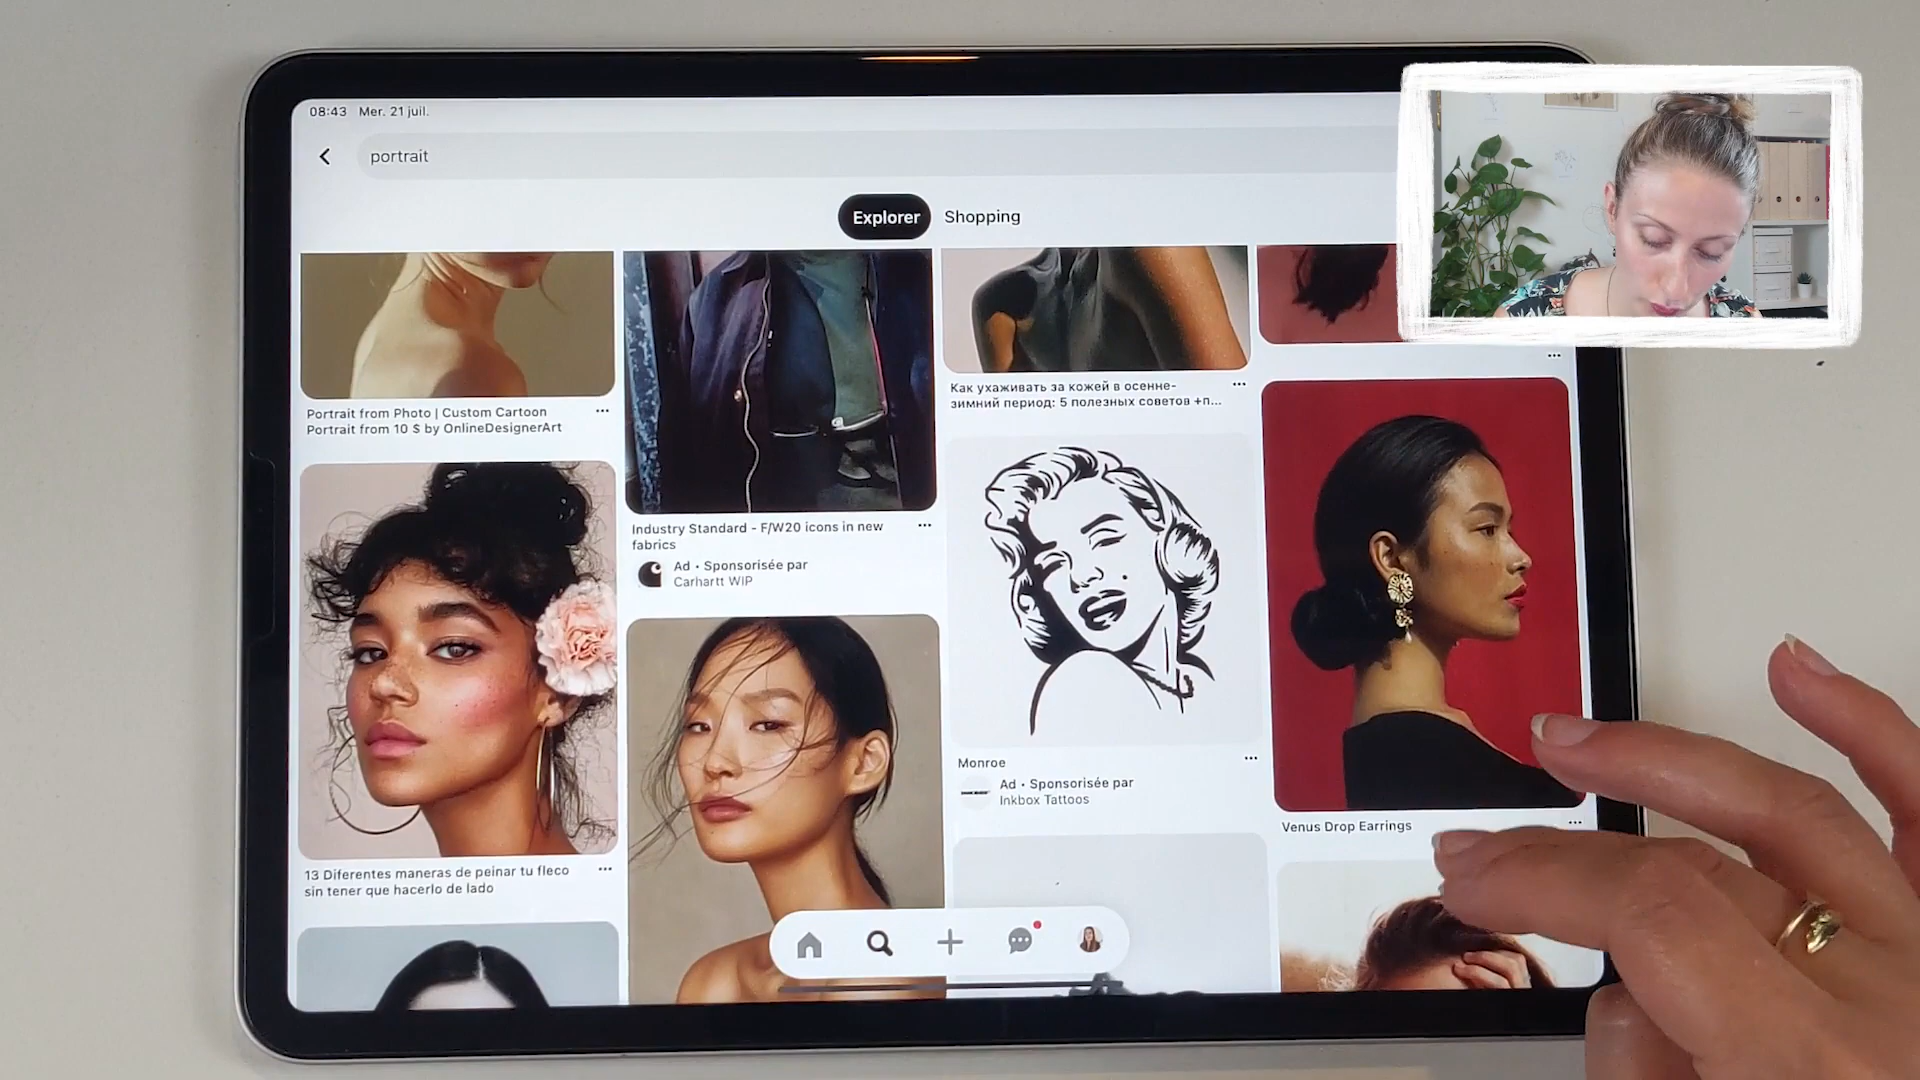 08:43 Mer. 21 juil.
portrait
Explorer
Shopping
Portrait from Photo | Custom Cartoon
Portrait from 10 $ by OnlineDesignerArt
13 Diferentes maneras de peinar tu fleco
sin tener que hacerlo de lado
Industry Standard - F/W20 icons in new
fabrics
Ad • Sponsorisée par
Carhartt WIP
Как ухаживать за кожей в осенне-
зимний период: 5 полезных советов +п...
Monroe
Ad • Sponsorisée par
Inkbox Tattoos
Venus Drop Earrings